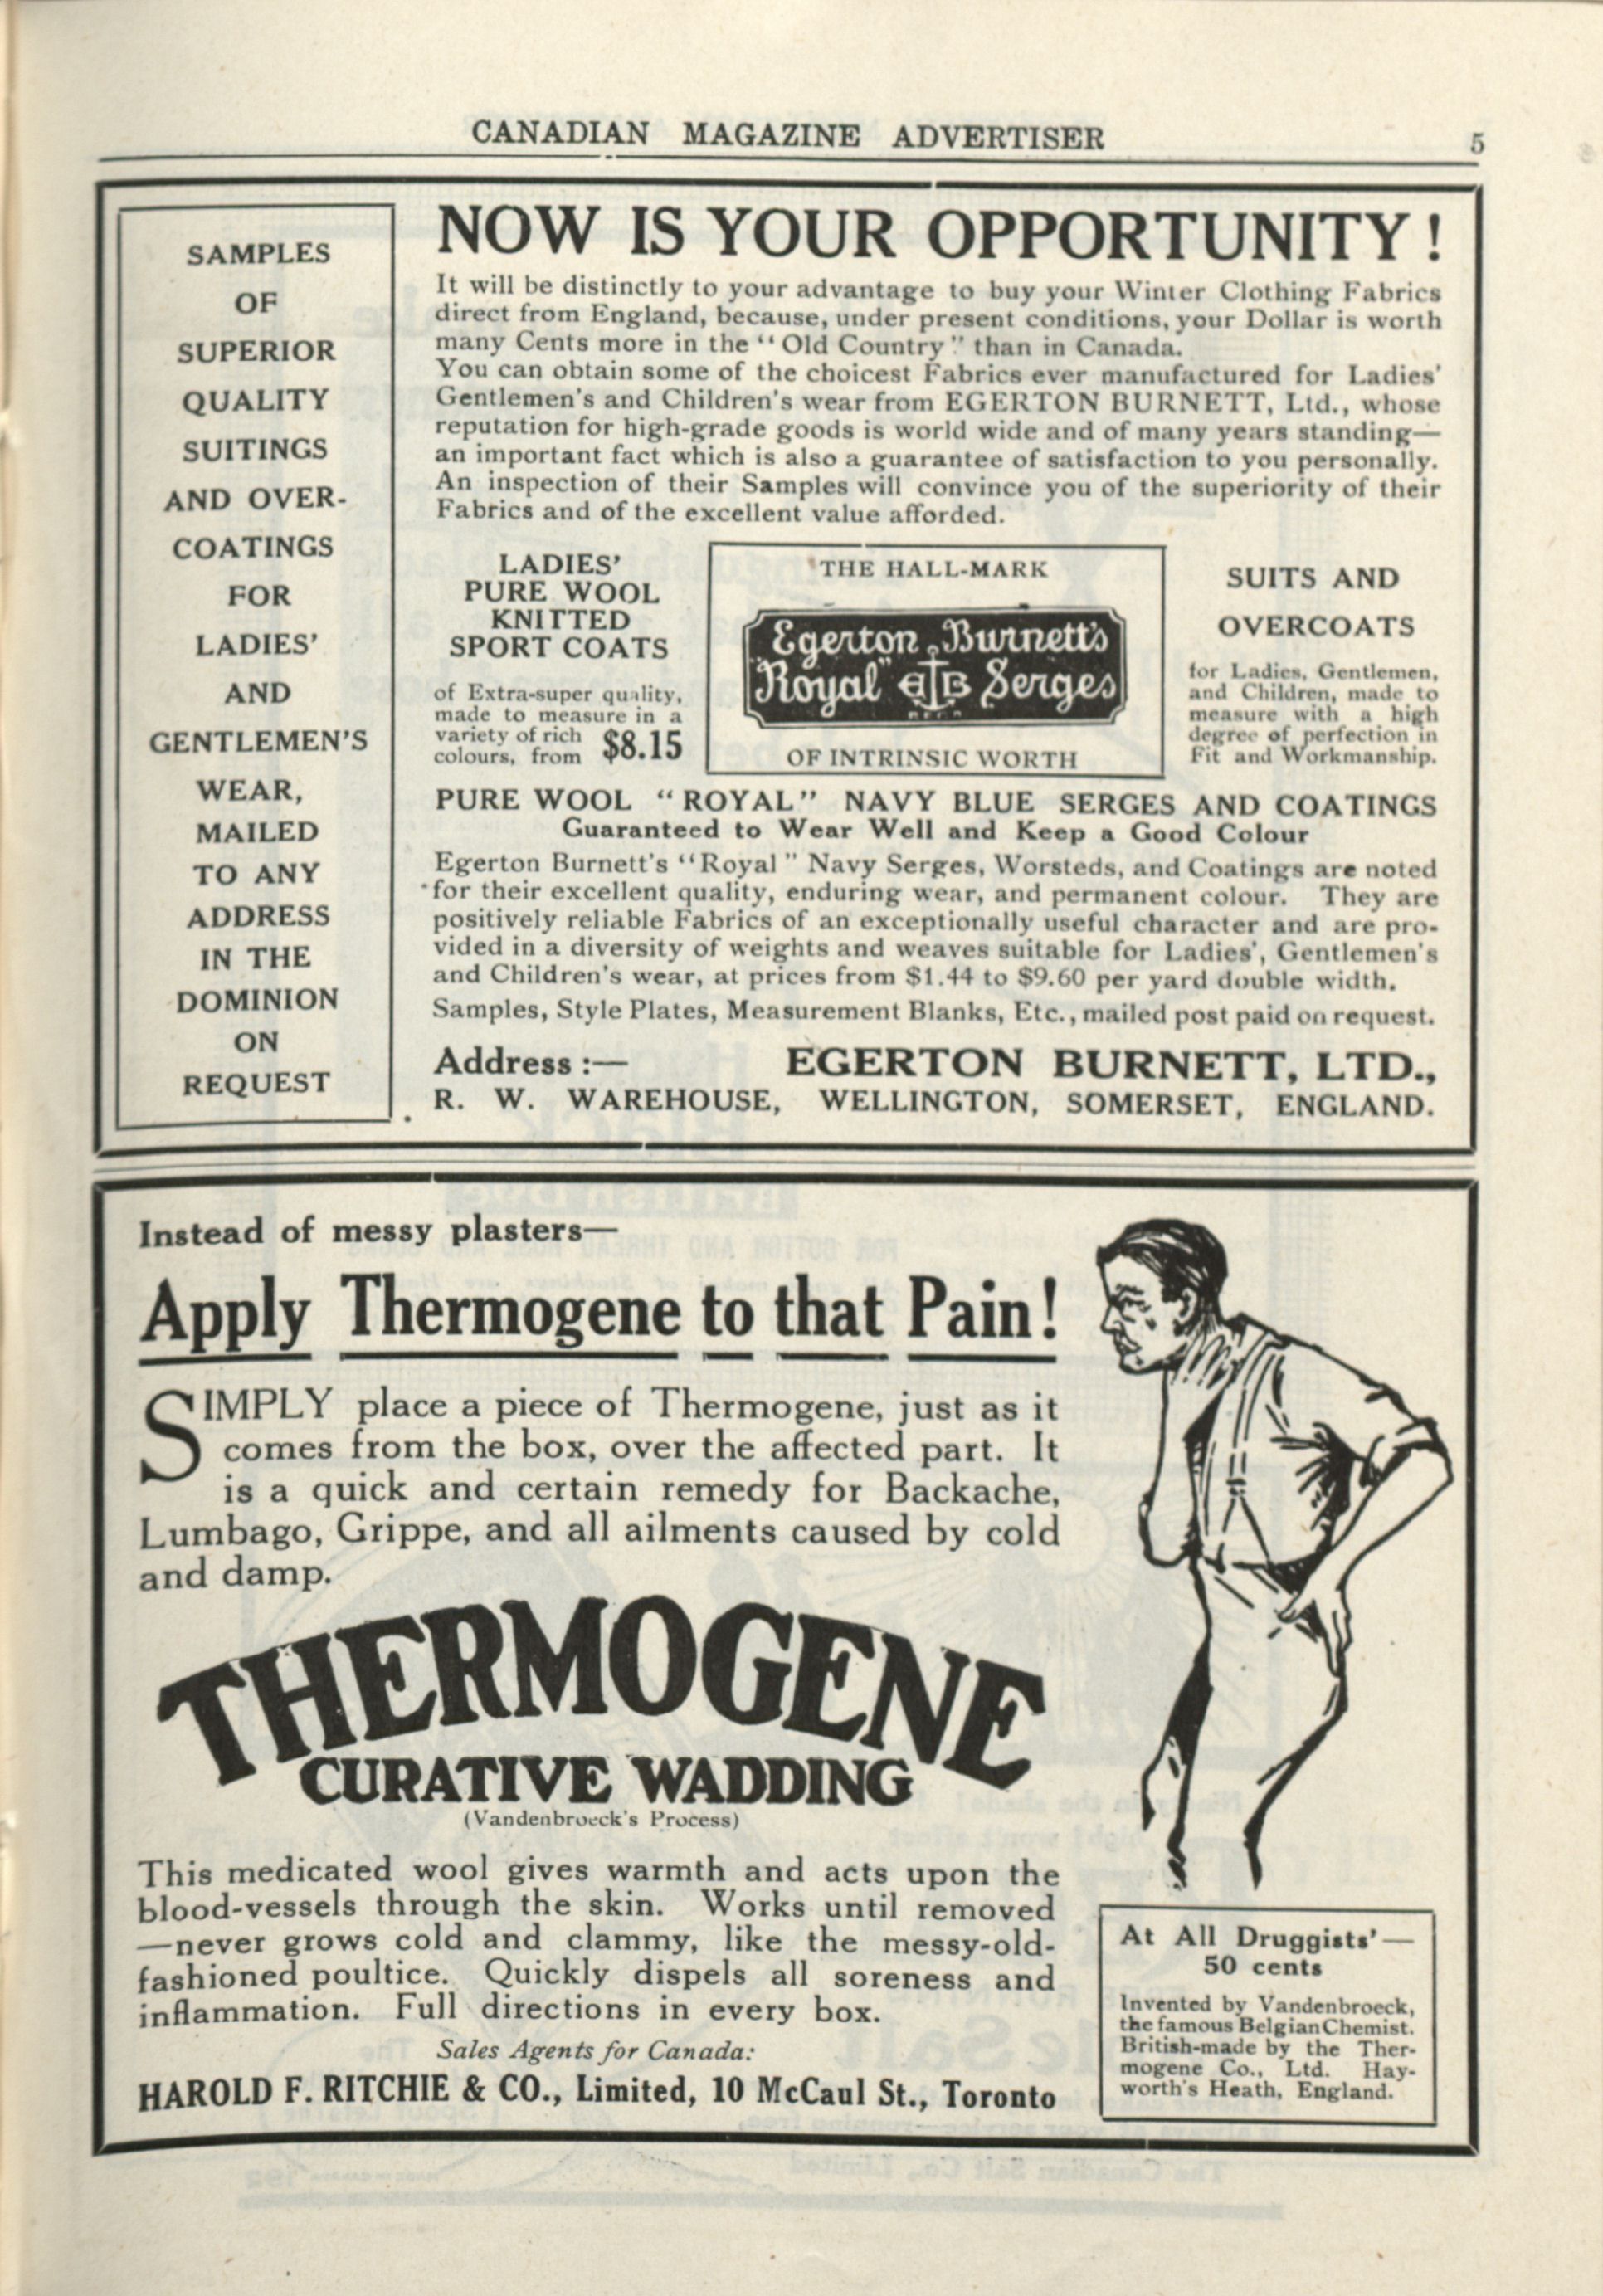 CANADIAN MAGAZINE ADVERTISER
5
SAMPLES
OF
SUPERIOR
QUALITY
SUITINGS
AND OVER-
COATINGS
FOR
LADIES'
AND
GENTLEMEN'S
WEAR,
MAILED
TO ANY
ADDRESS
IN THE
DOMINION
ON
REQUEST
NOW IS YOUR OPPORTUNITY!
It will be distinctly to your advantage to buy your Winter Clothing Fabrics
direct from England, because, under present conditions, your Dollar is worth
many Cents more in the "Old Country" than in Canada.
You can obtain some of the choicest Fabrics ever manufactured for Ladies'
Gentlemen's and Children's wear from EGERTON BURNETT, Ltd., whose
reputation for high-grade goods is world wide and of many years standing—
an important fact which is also a guarantee of satisfaction to you personally.
An inspection of their Samples will convince you of the superiority of their
Fabrics and of the excellent value afforded.
LADIES'
PURE WOOL
KNITTED
SPORT COATS
of Extra-super quality,
made to measure in a
variety of rich
colours, from $8.15
THE HALL-MARK
Egerton Burnett's
"Royal" EB Serges
OF INTRINSIC WORTH
SUITS AND
OVERCOATS
for Ladies, Gentlemen,
and Children, made to
measure with a high
degree of perfection in
Fit and Workmanship.
PURE WOOL "ROYAL" NAVY BLUE SERGES AND COATINGS
Guaranteed to Wear Well and Keep a Good Colour
Egerton Burnett's "Royal" Navy Serges, Worsteds, and Coatings are noted
for their excellent quality, enduring wear, and permanent colour. They are
positively reliable Fabrics of an exceptionally useful character and are pro-
vided in a diversity of weights and weaves suitable for Ladies', Gentlemen's
and Children's wear, at prices from $1.44 to $9.60 per yard double width.
Samples, Style Plates, Measurement Blanks, Etc., mailed post paid on request.
Address :— EGERTON BURNETT, LTD.,
R. W. WAREHOUSE, WELLINGTON, SOMERSET, ENGLAND.
Instead of messy plasters—
Apply Thermogene to that Pain!
SIMPLY place a piece of Thermogene, just as it
comes from the box, over the affected part. It
is a quick and certain remedy for Backache,
Lumbago, Grippe, and all ailments caused by cold
and damp.
THERMOGENE
CURATIVE WADDING
(Vandenbroeck's Process)
This medicated wool gives warmth and acts upon the
blood-vessels through the skin. Works until removed
—never grows cold and clammy, like the messy-old-
fashioned poultice. Quickly dispels all soreness and
inflammation. Full directions in every box.
Sales Agents for Canada:
HAROLD F. RITCHIE & CO., Limited, 10 McCaul St., Toronto
At All Druggists'—
50 cents
Invented by Vandenbroeck,
the famous Belgian Chemist.
British-made by the Ther-
mogene Co., Ltd. Hay-
worth's Heath, England.